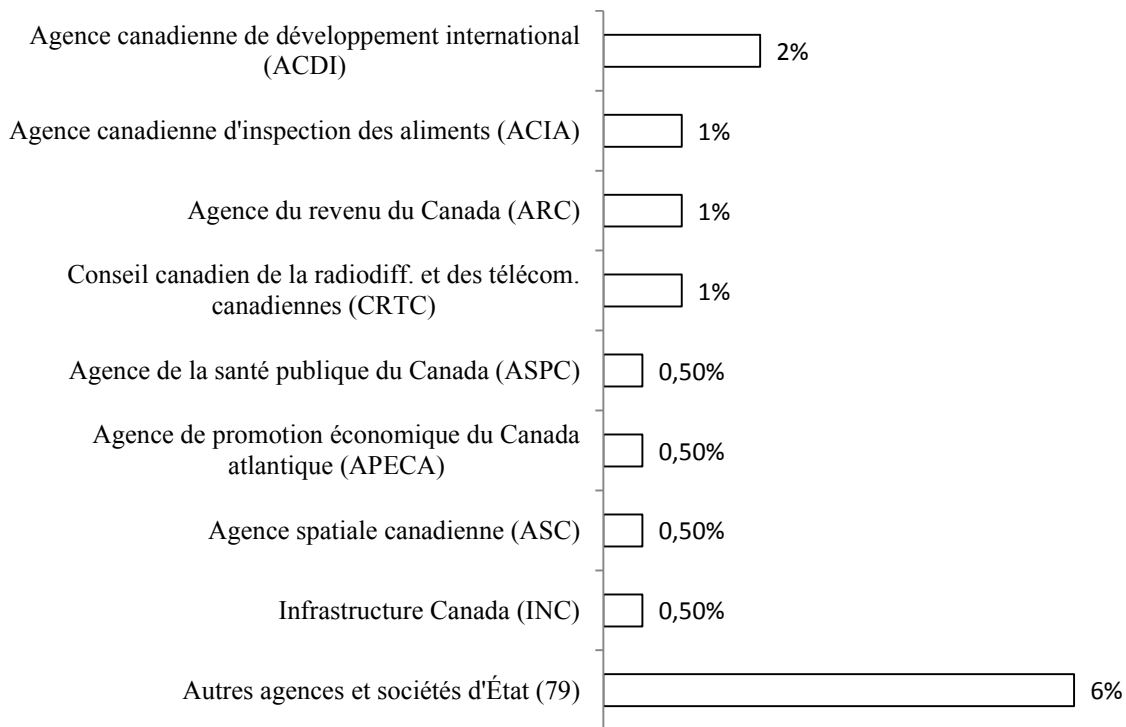 Agence canadienne de développement international
(ACDI)
2%
Agence canadienne d'inspection des aliments (ACIA)
1%
Agence du revenu du Canada (ARC)
1%
Conseil canadien de la radiodiff. et des télécom.
canadiennes (CRTC)
1%
Agence de la santé publique du Canada (ASPC)
0,50%
Agence de promotion économique du Canada
atlantique (APECA)
0,50%
Agence spatiale canadienne (ASC)
0,50%
Infrastructure Canada (INC)
0,50%
Autres agences et sociétés d'État (79)
6%